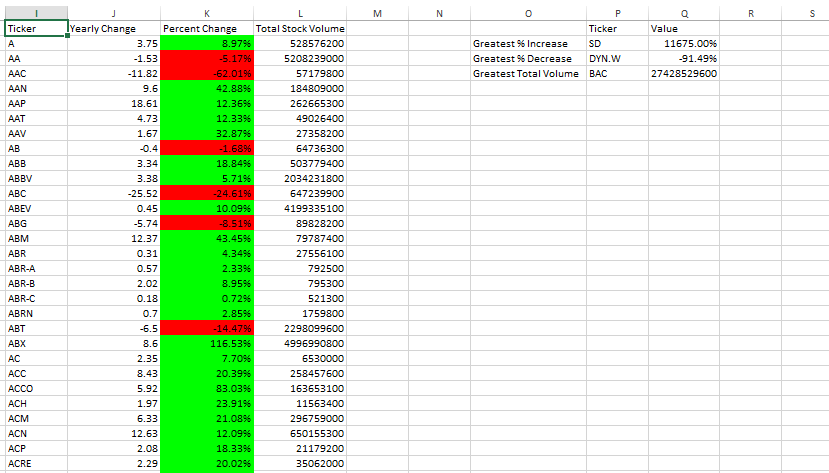 I J K L M N O P Q R S
Ticker Yearly Change Percent Change Total Stock Volume Ticker Value
A 3.75 8.97% 528576200 Greatest % Increase SD 11675.00%
AA -1.53 -5.17% 5208239000 Greatest % Decrease DYN.W -91.49%
AAC -11.82 -62.01% 57179800 Greatest Total Volume BAC 27428529600
AAN 9.6 42.88% 184809000
AAP 18.61 12.36% 262665300
AAT 4.73 12.33% 49026400
AAV 1.67 32.87% 27358200
AB -0.4 -1.68% 64736300
ABB 3.34 18.84% 503779400
ABBV 3.38 5.71% 2034231800
ABC -25.52 -24.61% 647239900
ABEV 0.45 10.09% 4199335100
ABG -5.74 -8.51% 89828200
ABM 12.37 43.45% 79787400
ABR 0.31 4.34% 27556100
ABR-A 0.57 2.33% 792500
ABR-B 2.02 8.95% 795300
ABR-C 0.18 0.72% 521300
ABRN 0.7 2.85% 1759800
ABT -6.5 -14.47% 2298099600
ABX 8.6 116.53% 4996990800
AC 2.35 7.70% 6530000
ACC 8.43 20.39% 258457600
ACCO 5.92 83.03% 163653100
ACH 1.97 23.91% 11563400
ACM 6.33 21.08% 296759000
ACN 12.63 12.09% 650155300
ACP 2.08 18.33% 21179200
ACRE 2.29 20.02% 35062000